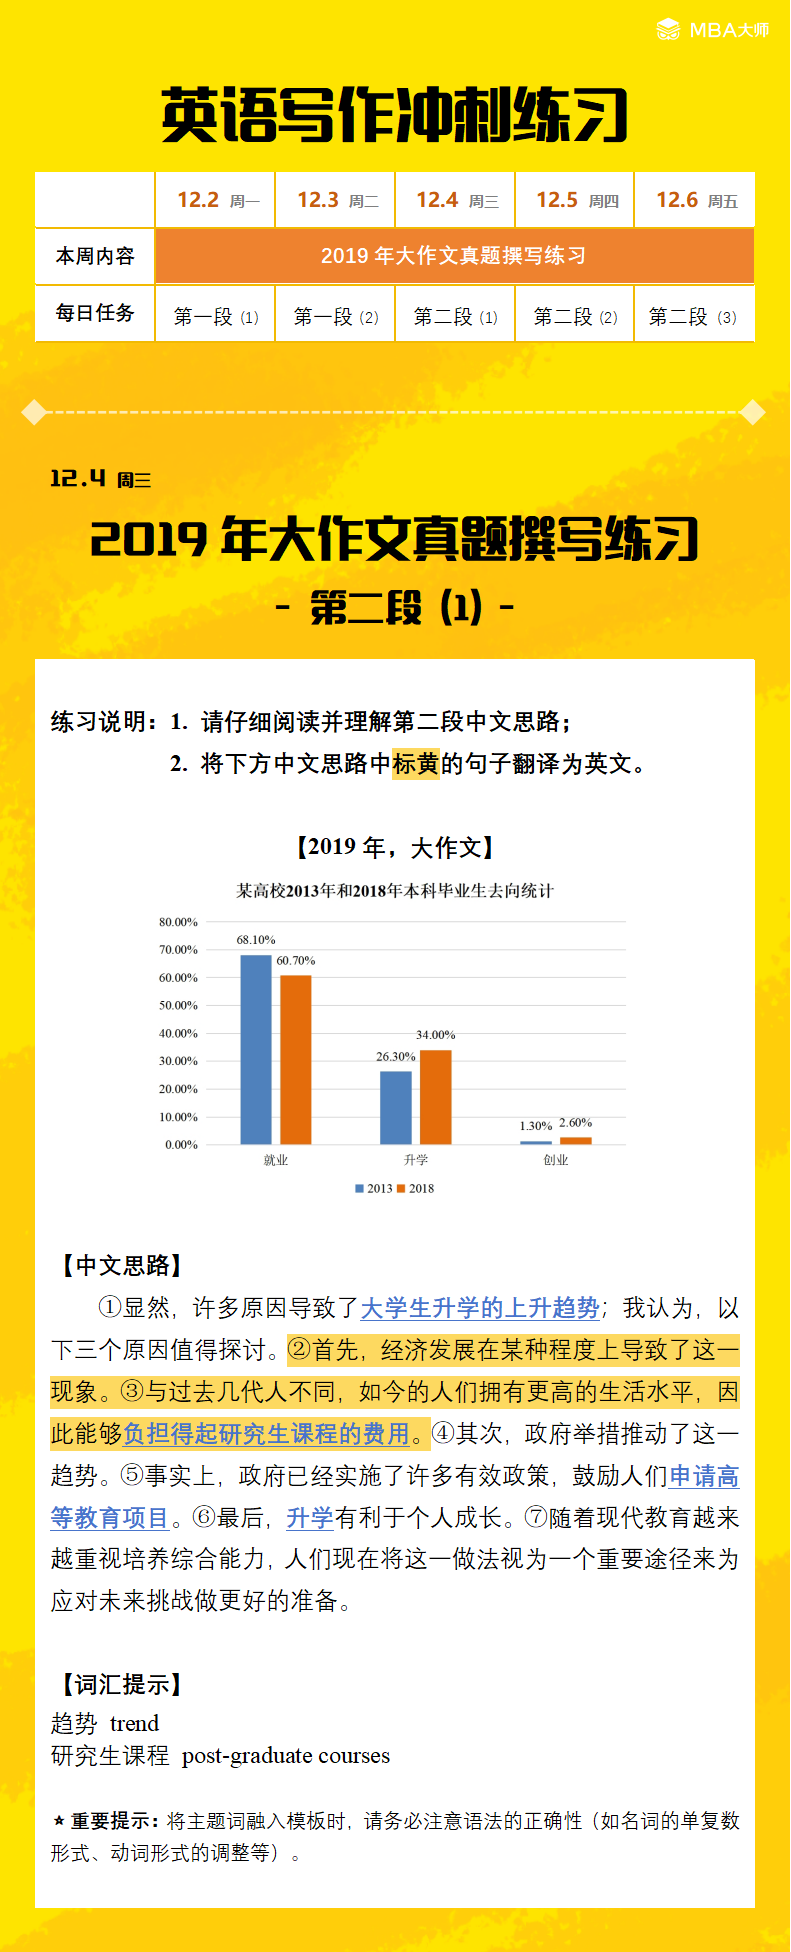 MBA大师
英语写作冲刺练习
12.2 周一 12.3 周二 12.4 周三 12.5 周四 12.6 周五
本周内容 2019 年大作文真题撰写练习
每日任务 第一段 (1) 第一段 (2) 第二段 (1) 第二段 (2) 第二段 (3)
12.4 周三
2019 年大作文真题撰写练习
- 第二段 (1) -
练习说明：1. 请仔细阅读并理解第二段中文思路；
2. 将下方中文思路中标黄的句子翻译为英文。
【2019 年，大作文】
某高校2013年和2018年本科毕业生去向统计
80.00%
70.00%
60.00%
50.00%
40.00%
30.00%
20.00%
10.00%
0.00%
68.10% 60.70%
26.30% 34.00%
1.30% 2.60%
就业 升学 创业
2013 2018
【中文思路】
①显然，许多原因导致了大学生升学的上升趋势；我认为，以
下三个原因值得探讨。②首先，经济发展在某种程度上导致了这一
现象。③与过去几代人不同，如今的人们拥有更高的生活水平，因
此能够负担得起研究生课程的费用。④其次，政府举措推动了这一
趋势。⑤事实上，政府已经实施了许多有效政策，鼓励人们申请高
等教育项目。⑥最后，升学有利于个人成长。⑦随着现代教育越来
越重视培养综合能力，人们现在将这一做法视为一个重要途径来为
应对未来挑战做更好的准备。
【词汇提示】
趋势 trend
研究生课程 post-graduate courses
★重要提示：将主题词融入模板时，请务必注意语法的正确性（如名词的单复数
形式、动词形式的调整等）。